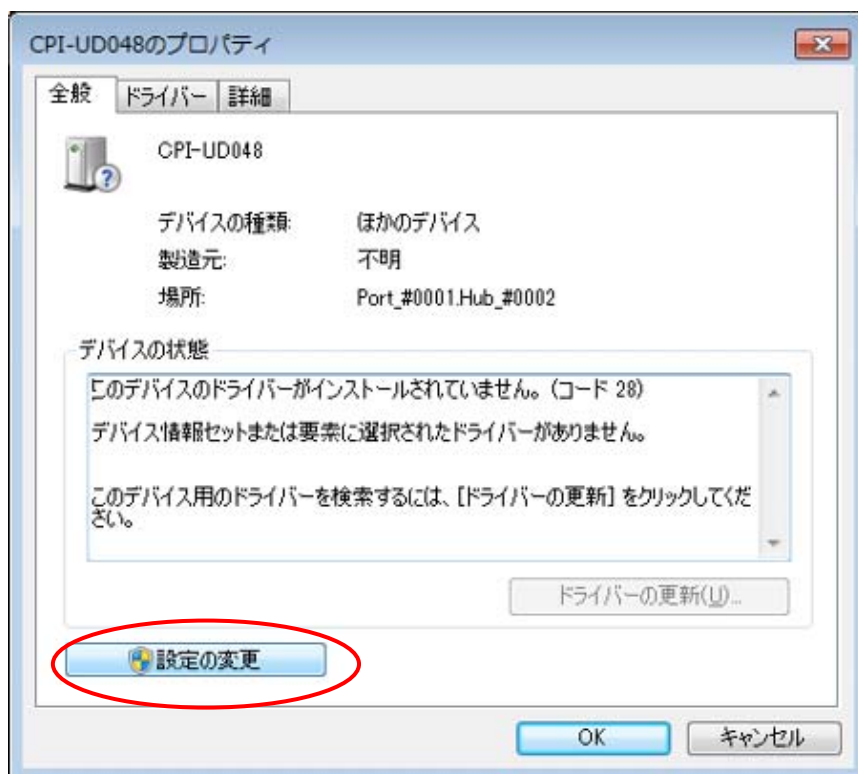 CPI-UD048のプロパティ
全般 ドライバー 詳細
CPI-UD048
デバイスの種類: ほかのデバイス
製造元: 不明
場所: Port_#0001.Hub_#0002
デバイスの状態
このデバイスのドライバーがインストールされていません。(コード 28)
デバイス情報セットまたは要素に選択されたドライバーがありません。
このデバイス用のドライバーを検索するには、[ドライバーの更新] をクリックしてくだ
さい。
ドライバーの更新(U)...
設定の変更
OK キャンセル